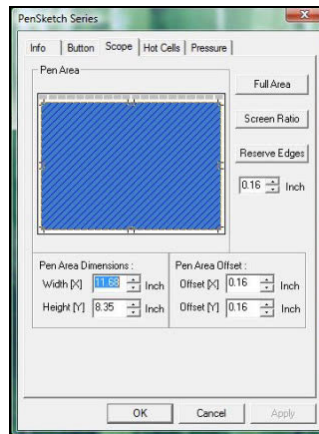 PenSketch Series
Info Button Scope Hot Cells Pressure
Pen Area
Full Area
Screen Ratio
Reserve Edges
0.16 Inch
Pen Area Dimensions : Pen Area Offset :
Width [X] 11.68 Inch Offset [X] 0.16 Inch
Height [Y] 8.35 Inch Offset [Y] 0.16 Inch
OK Cancel Apply